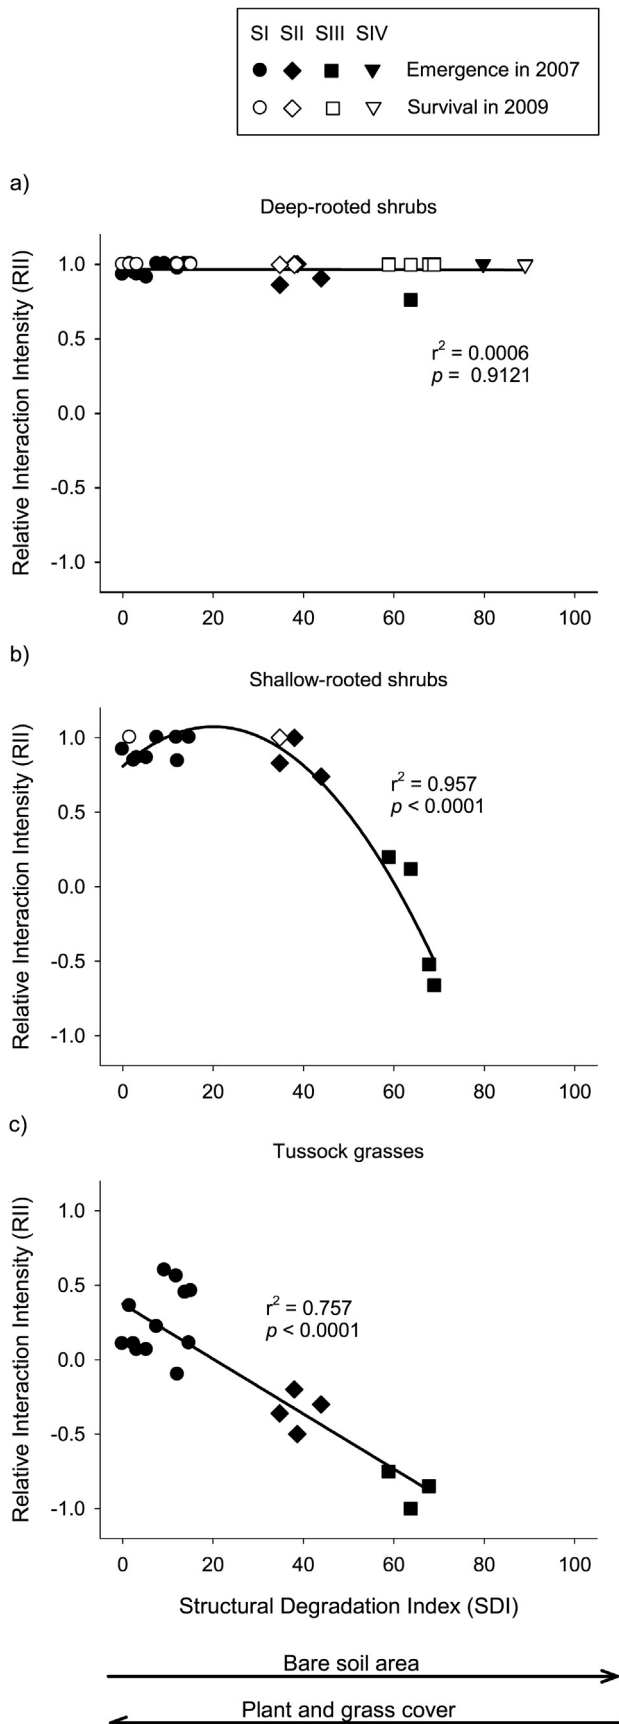 SI SII SIII SIV
Emergence in 2007
Survival in 2009
a)
Deep-rooted shrubs
Relative Interaction Intensity (RII)
1.0
0.5
0.0
-0.5
-1.0
r² = 0.0006
p = 0.9121
0 20 40 60 80 100
b)
Shallow-rooted shrubs
Relative Interaction Intensity (RII)
1.0
0.5
0.0
-0.5
-1.0
r² = 0.957
p < 0.0001
0 20 40 60 80 100
c)
Tussock grasses
Relative Interaction Intensity (RII)
1.0
0.5
0.0
-0.5
-1.0
r² = 0.757
p < 0.0001
0 20 40 60 80 100
Structural Degradation Index (SDI)
Bare soil area
Plant and grass cover